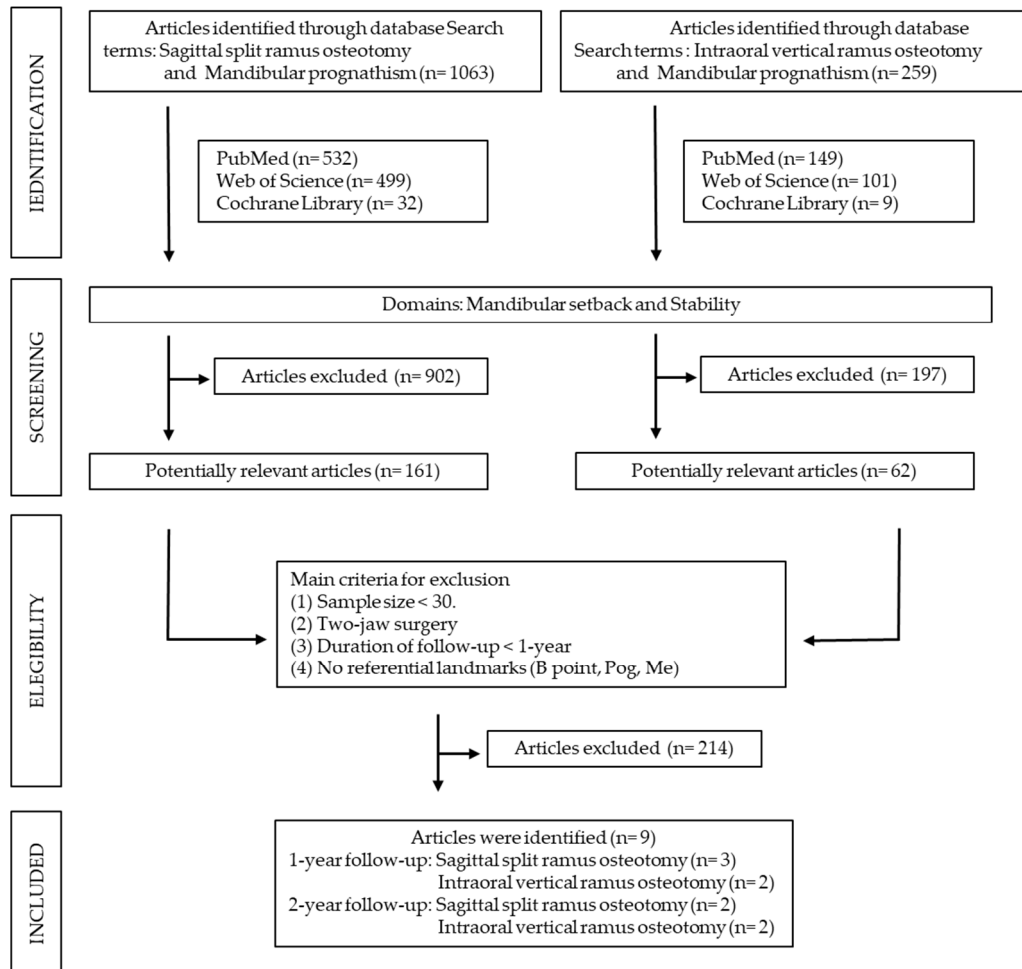 IEDNTIFICATION
Articles identified through database Search
terms: Sagittal split ramus osteotomy
and Mandibular prognathism (n= 1063)
Articles identified through database
Search terms : Intraoral vertical ramus osteotomy
and Mandibular prognathism (n= 259)
PubMed (n= 532)
Web of Science (n= 499)
Cochrane Library (n= 32)
PubMed (n= 149)
Web of Science (n= 101)
Cochrane Library (n= 9)
SCREENING
Domains: Mandibular setback and Stability
Articles excluded (n= 902)
Articles excluded (n= 197)
Potentially relevant articles (n= 161)
Potentially relevant articles (n= 62)
ELEGIBILITY
Main criteria for exclusion
(1) Sample size < 30.
(2) Two-jaw surgery
(3) Duration of follow-up < 1-year
(4) No referential landmarks (B point, Pog, Me)
Articles excluded (n= 214)
INCLUDED
Articles were identified (n= 9)
1-year follow-up: Sagittal split ramus osteotomy (n= 3)
Intraoral vertical ramus osteotomy (n= 2)
2-year follow-up: Sagittal split ramus osteotomy (n= 2)
Intraoral vertical ramus osteotomy (n= 2)